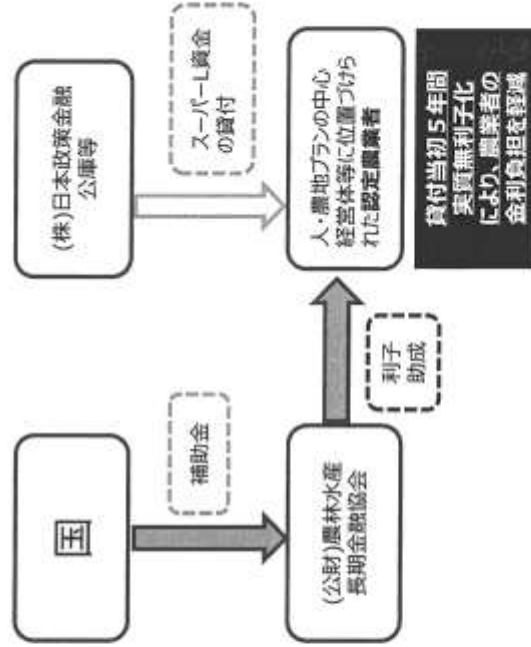 国
(株)日本政策金融
公庫等
補助金
スーパーL資金
の貸付
(公財)農林水産
長期金融協会
利子
助成
人・農地プランの中心
経営体等に位置づけら
れた認定農業者
貸付当初5年間
実質無利子化
により、農業者の
金利負担を軽減